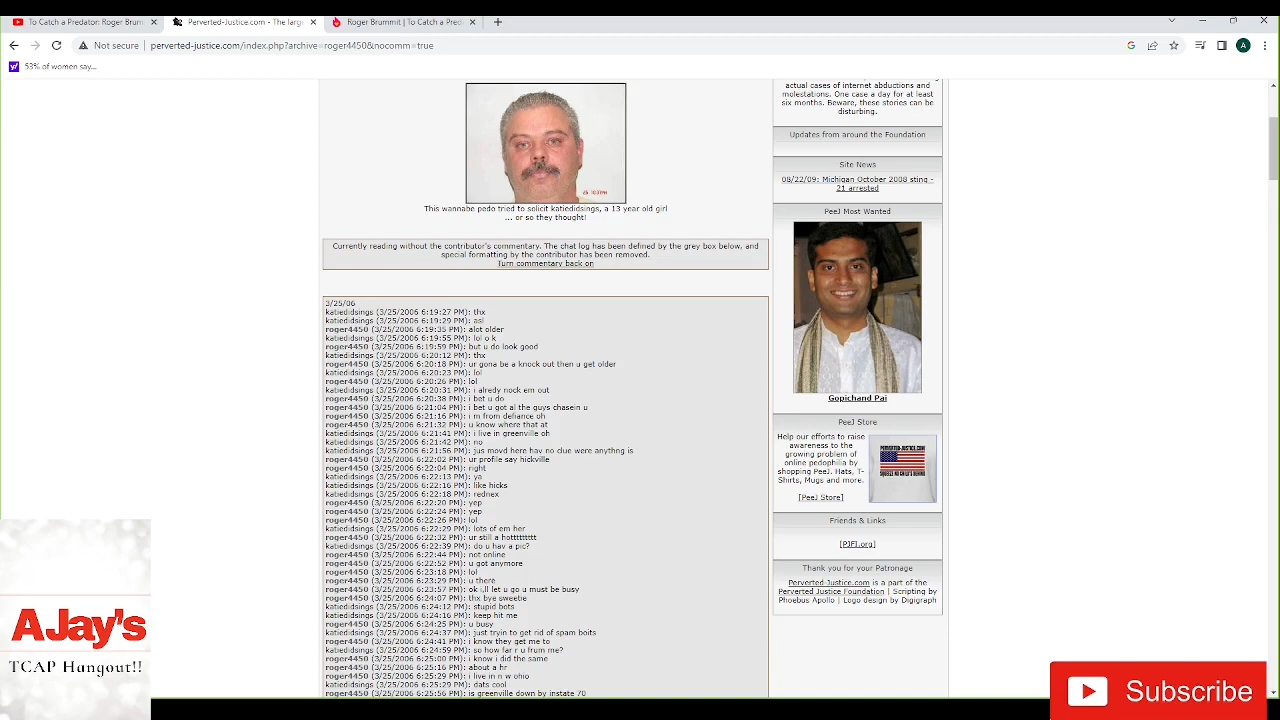 To Catch a Predator: Roger Brum
Perverted-Justice.com - The larg
Roger Brummit | To Catch a Pred
Not secure
perverted-justice.com/index.php?archive=roger4450&nocomm=true
A
53% of women say...
This wannabe pedo tried to solicit katiedidsings, a 13 year old girl
... or so they thought!
Currently reading without the contributor's commentary. The chat log has been defined by the grey box below, and
special formatting by the contributor has been removed.
Turn commentary back on
3/25/06
katiedidsings (3/25/2006 6:19:27 PM): thx
katiedidsings (3/25/2006 6:19:29 PM): asl
roger4450 (3/25/2006 6:19:35 PM): alot older
katiedidsings (3/25/2006 6:19:55 PM): lol o k
roger4450 (3/25/2006 6:19:59 PM): but u do look good
katiedidsings (3/25/2006 6:20:12 PM): thx
roger4450 (3/25/2006 6:20:18 PM): ur gona be a knock out then u get older
katiedidsings (3/25/2006 6:20:23 PM): lol
roger4450 (3/25/2006 6:20:26 PM): lol
katiedidsings (3/25/2006 6:20:31 PM): i alredy nock em out
roger4450 (3/25/2006 6:20:38 PM): i bet u do
roger4450 (3/25/2006 6:21:04 PM): i bet u got al the guys chasein u
roger4450 (3/25/2006 6:21:16 PM): i m from defiance oh
roger4450 (3/25/2006 6:21:32 PM): u know where that at
katiedidsings (3/25/2006 6:21:41 PM): i live in greenville oh
katiedidsings (3/25/2006 6:21:42 PM): no
katiedidsings (3/25/2006 6:21:56 PM): jus movd here hav no clue were anythng is
roger4450 (3/25/2006 6:22:02 PM): ur profile say hickville
roger4450 (3/25/2006 6:22:04 PM): right
katiedidsings (3/25/2006 6:22:13 PM): ya
katiedidsings (3/25/2006 6:22:16 PM): like hicks
katiedidsings (3/25/2006 6:22:18 PM): rednex
roger4450 (3/25/2006 6:22:20 PM): yep
roger4450 (3/25/2006 6:22:24 PM): yep
roger4450 (3/25/2006 6:22:26 PM): lol
katiedidsings (3/25/2006 6:22:29 PM): lots of em her
roger4450 (3/25/2006 6:22:32 PM): ur still a hottttttttt
katiedidsings (3/25/2006 6:22:39 PM): do u hav a pic?
roger4450 (3/25/2006 6:22:44 PM): not online
roger4450 (3/25/2006 6:22:52 PM): u got anymore
roger4450 (3/25/2006 6:23:18 PM): lol
roger4450 (3/25/2006 6:23:29 PM): u there
roger4450 (3/25/2006 6:23:57 PM): ok i,ll let u go u must be busy
roger4450 (3/25/2006 6:24:07 PM): thx bye sweetie
katiedidsings (3/25/2006 6:24:12 PM): stupid bots
katiedidsings (3/25/2006 6:24:16 PM): keep hit me
roger4450 (3/25/2006 6:24:25 PM): u busy
katiedidsings (3/25/2006 6:24:37 PM): just tryin to get rid of spam boits
roger4450 (3/25/2006 6:24:41 PM): i know they get me to
katiedidsings (3/25/2006 6:24:59 PM): so how far r u frum me?
roger4450 (3/25/2006 6:25:00 PM): i know i did the same
roger4450 (3/25/2006 6:25:16 PM): about a hr
roger4450 (3/25/2006 6:25:29 PM): i live in n w ohio
katiedidsings (3/25/2006 6:25:29 PM): dats cool
roger4450 (3/25/2006 6:25:56 PM): is greenville down by instate 70
actual cases of internet abductions and
molestations. One case a day for at least
six months. Beware, these stories can be
disturbing.
Updates from around the Foundation
Site News
08/22/09: Michigan October 2008 sting -
21 arrested
PeeJ Most Wanted
Gopichand Pai
PeeJ Store
Help our efforts to raise
awareness to the
growing problem of
online pedophilia by
shopping PeeJ. Hats, T-
Shirts, Mugs and more.
[PeeJ Store]
PERVERTED-JUSTICE.COM
Friends & Links
[PJFI.org]
Thank you for your Patronage
Perverted-Justice.com is a part of the
Perverted Justice Foundation | Scripting by
Phoebus Apollo | Logo design by Digigraph
AJay's
TCAP Hangout!!
Subscribe